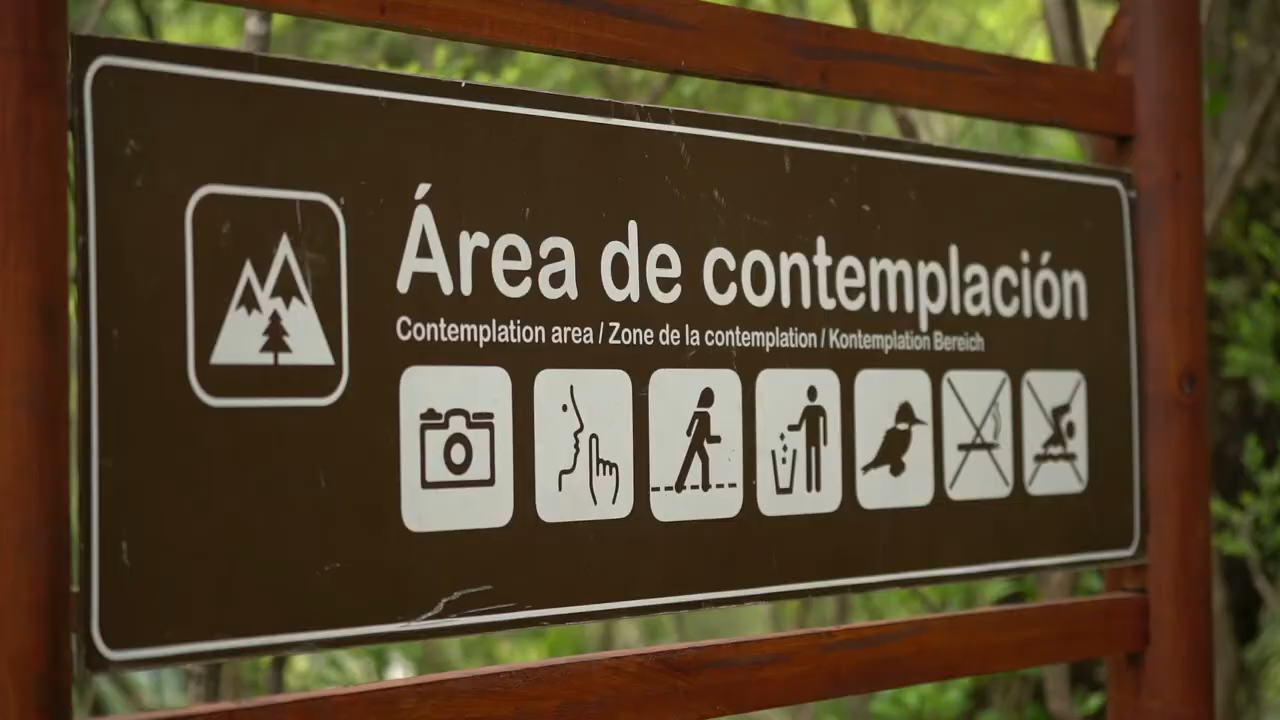 Área de contemplación
Contemplation area / Zone de la contemplation / Kontemplation Bereich